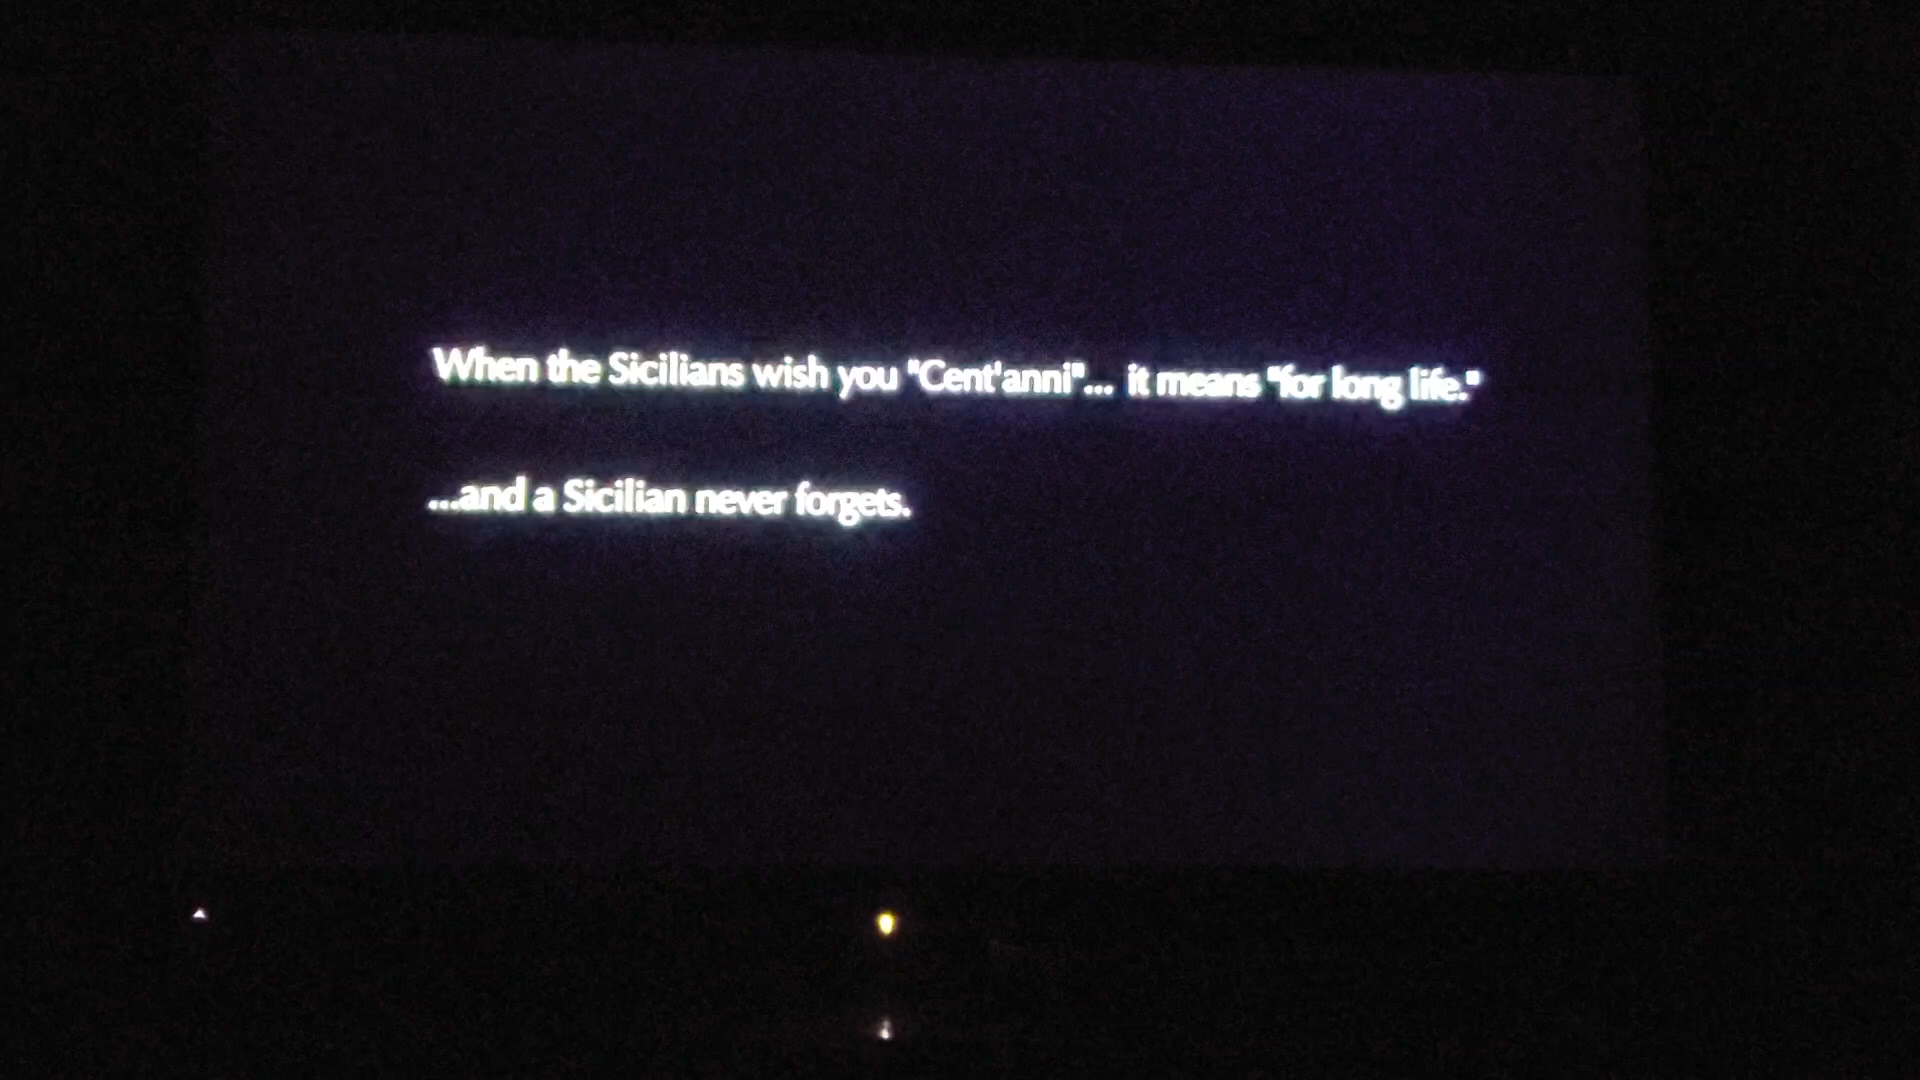 When the Sicilians wish you "Cent'anni"... it means "for long life."
...and a Sicilian never forgets.